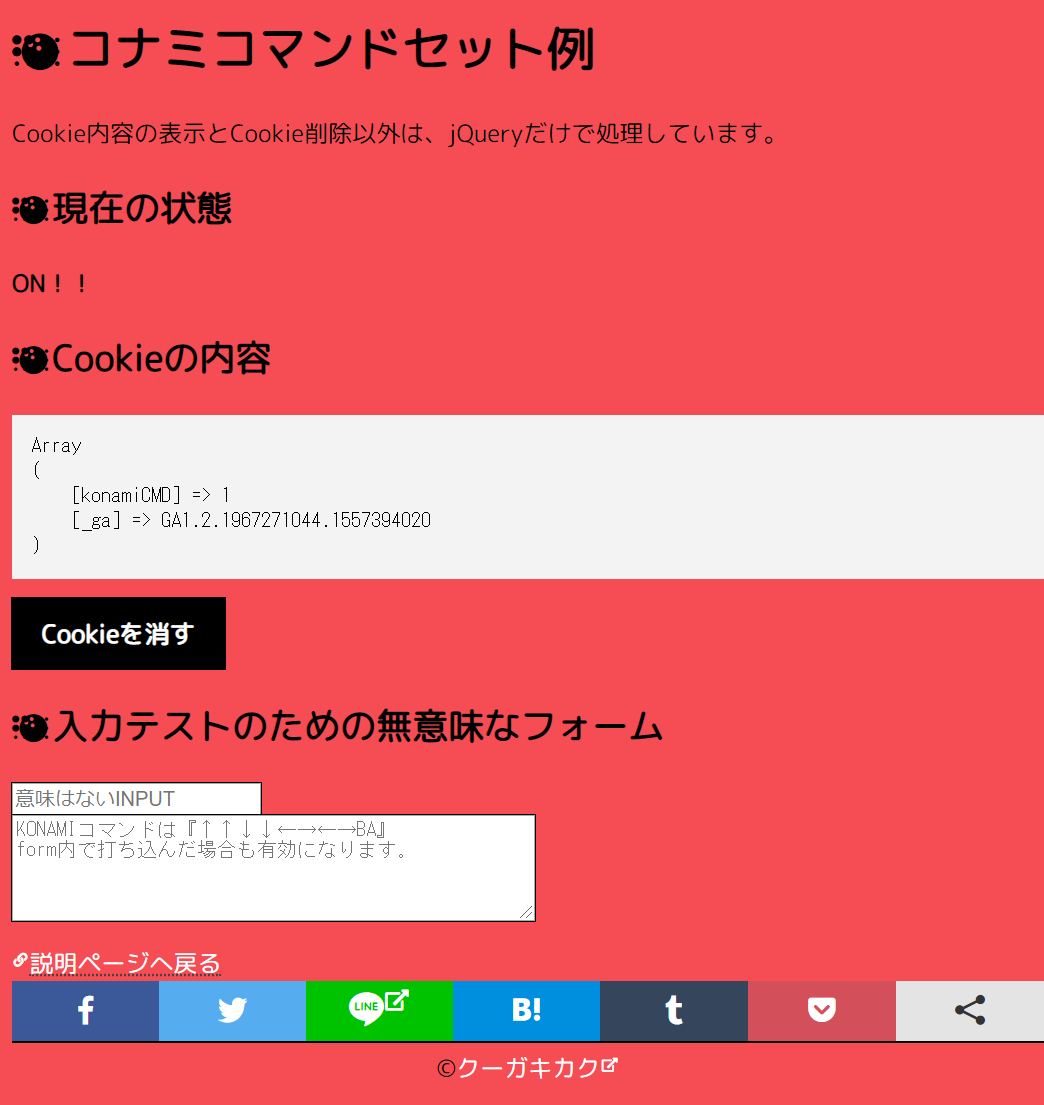 コナミコマンドセット例
Cookie内容の表示とCookie削除以外は、jQueryだけで処理しています。
現在の状態
ON！！
Cookieの内容
Array
(
    [konamiCMD] => 1
    [_ga] => GA1.2.1967271044.1557394020
)
Cookieを消す
入力テストのための無意味なフォーム
意味はないINPUT
KONAMIコマンドは『↑↑↓↓←→←→BA』
form内で打ち込んだ場合も有効になります。
説明ページへ戻る
f LINE B! t
©クーガキカク